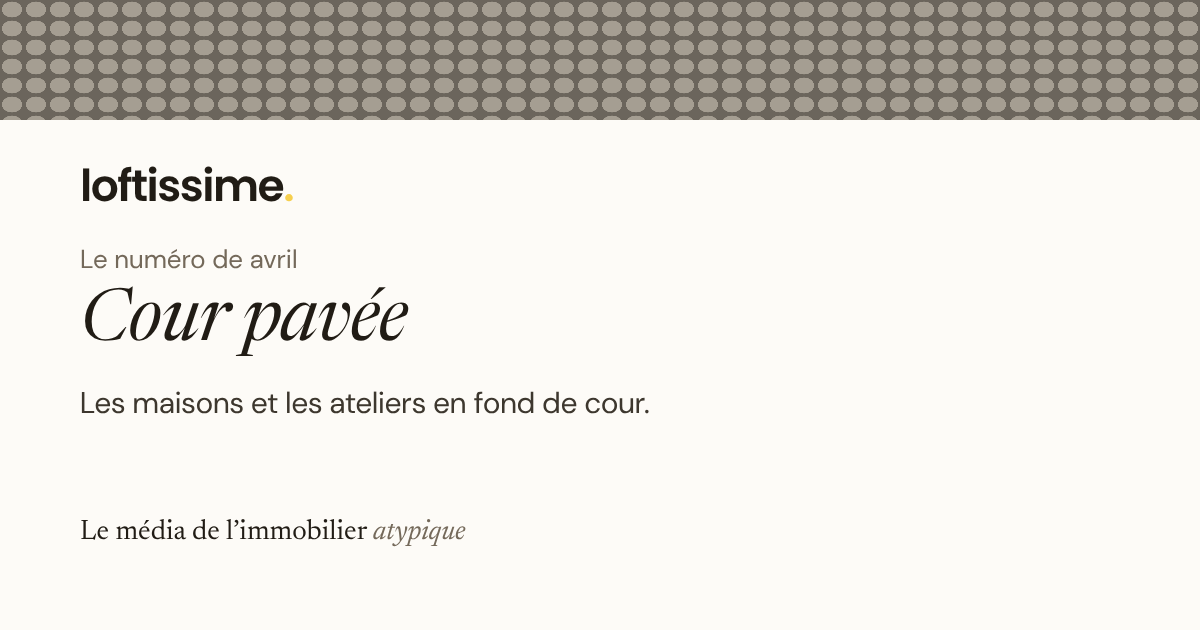 loftissime.
Le numéro de avril
Cour pavée
Les maisons et les ateliers en fond de cour.
Le média de l’immobilier atypique